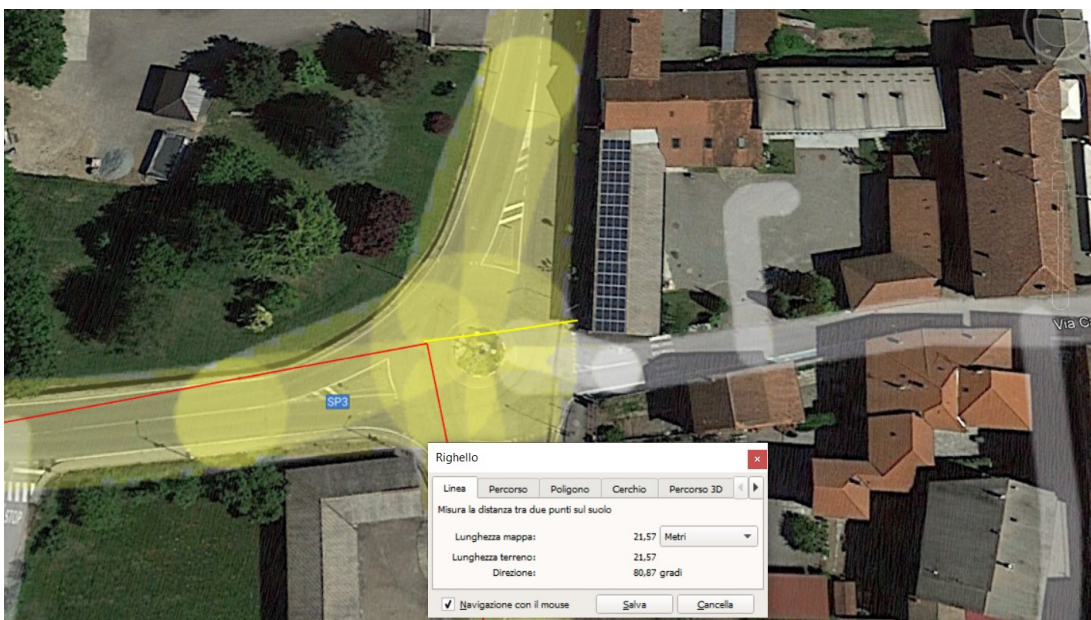 SP3
Via C
STOP
Righello
Linea Percorso Poligono Cerchio Percorso 3D
Misura la distanza tra due punti sul suolo
Lunghezza mappa: 21,57 Metri
Lunghezza terreno: 21,57
Direzione: 80,87 gradi
Navigazione con il mouse Salva Cancella